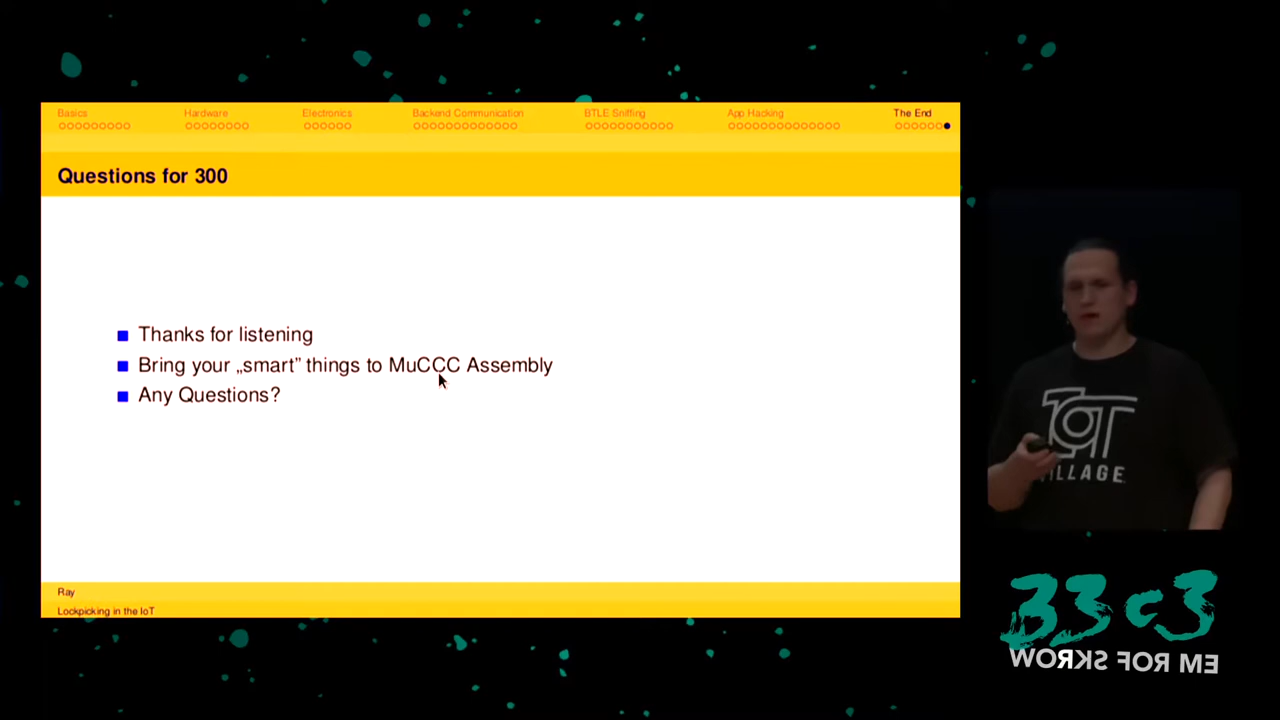 Basics
Hardware
Electronics
Backend Communication
BTLE Sniffing
App Hacking
The End
Questions for 300
Thanks for listening
Bring your „smart” things to MuCCC Assembly
Any Questions?
Ray
Lockpicking in the IoT
IoT
VILLAGE
33c3
WORKS FOR ME